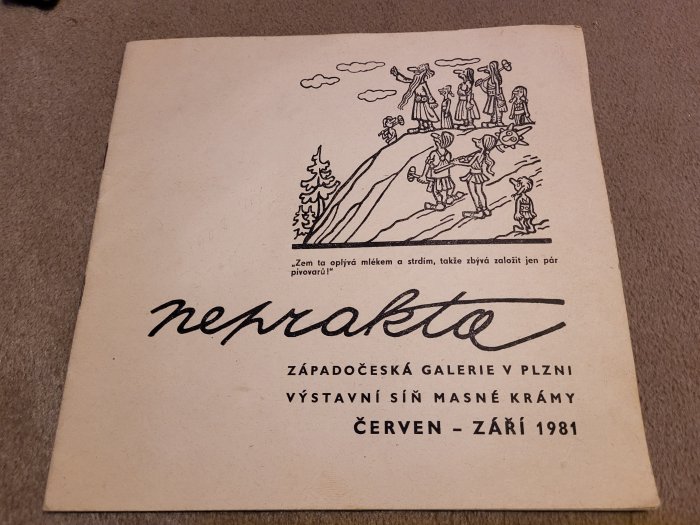 „Zem ta oplývá mlékem a strdím, takže zbývá založit jen pár
pivovarů!"
neprakta
ZÁPADOČESKÁ GALERIE V PLZNI
VÝSTAVNÍ SÍŇ MASNÉ KRÁMY
ČERVEN – ZÁŘÍ 1981